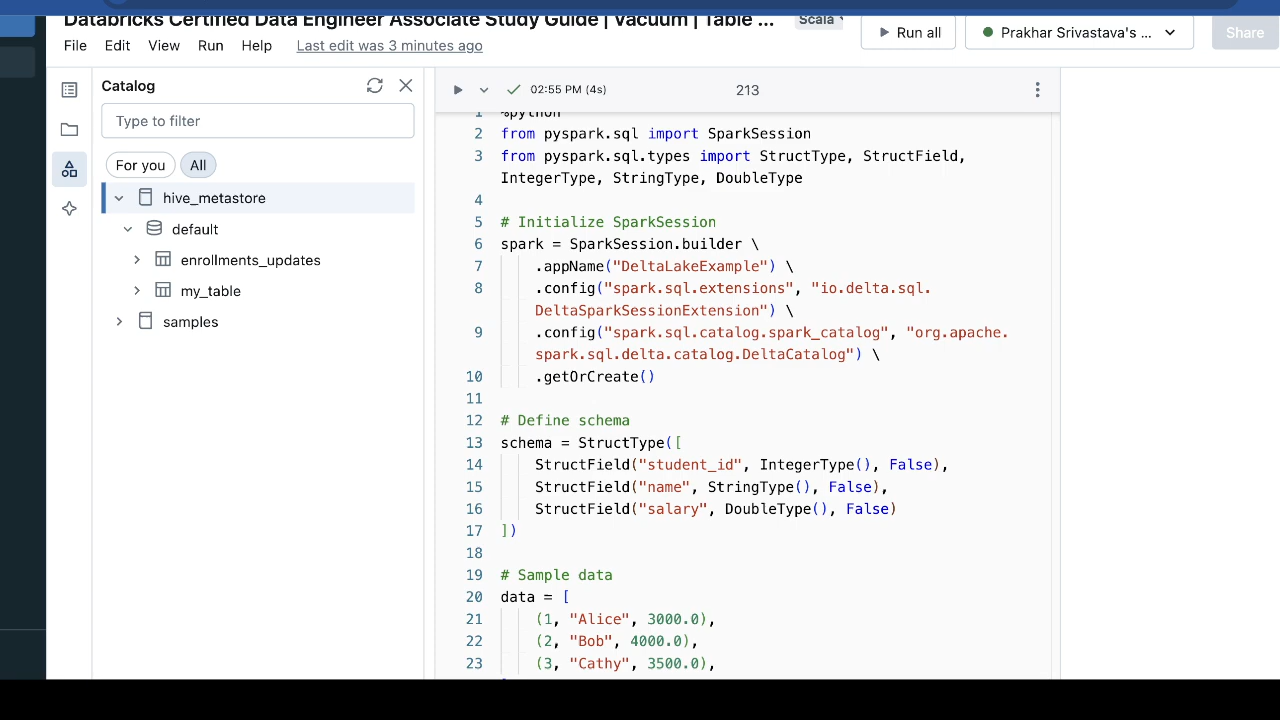 Databricks Certified Data Engineer Associate Study Guide | Vacuum | Table ...
Scala
Run all
Prakhar Srivastava's ...
Share
File Edit View Run Help Last edit was 3 minutes ago
Catalog
Type to filter
For you
All
hive_metastore
default
enrollments_updates
my_table
samples
02:55 PM (4s)
213
1 %python
2 from pyspark.sql import SparkSession
3 from pyspark.sql.types import StructType, StructField,
IntegerType, StringType, DoubleType
4
5 # Initialize SparkSession
6 spark = SparkSession.builder \
7 .appName("DeltaLakeExample") \
8 .config("spark.sql.extensions", "io.delta.sql.
DeltaSparkSessionExtension") \
9 .config("spark.sql.catalog.spark_catalog", "org.apache.
spark.sql.delta.catalog.DeltaCatalog") \
10 .getOrCreate()
11
12 # Define schema
13 schema = StructType([
14 StructField("student_id", IntegerType(), False),
15 StructField("name", StringType(), False),
16 StructField("salary", DoubleType(), False)
17 ])
18
19 # Sample data
20 data = [
21 (1, "Alice", 3000.0),
22 (2, "Bob", 4000.0),
23 (3, "Cathy", 3500.0),